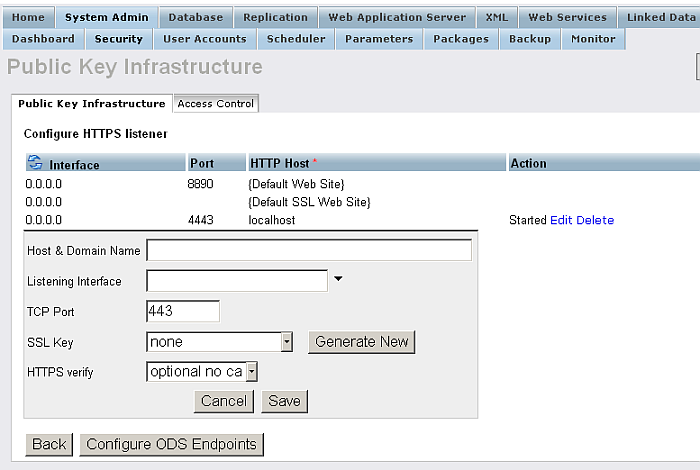 Home System Admin Database Replication Web Application Server XML Web Services Linked Data
Dashboard Security User Accounts Scheduler Parameters Packages Backup Monitor
Public Key Infrastructure
Public Key Infrastructure Access Control
Configure HTTPS listener
Interface Port HTTP Host * Action
0.0.0.0 8890 {Default Web Site}
0.0.0.0 {Default SSL Web Site}
0.0.0.0 4443 localhost Started Edit Delete
Host & Domain Name
Listening Interface
TCP Port 443
SSL Key none Generate New
HTTPS verify optional no ca
Cancel Save
Back Configure ODS Endpoints